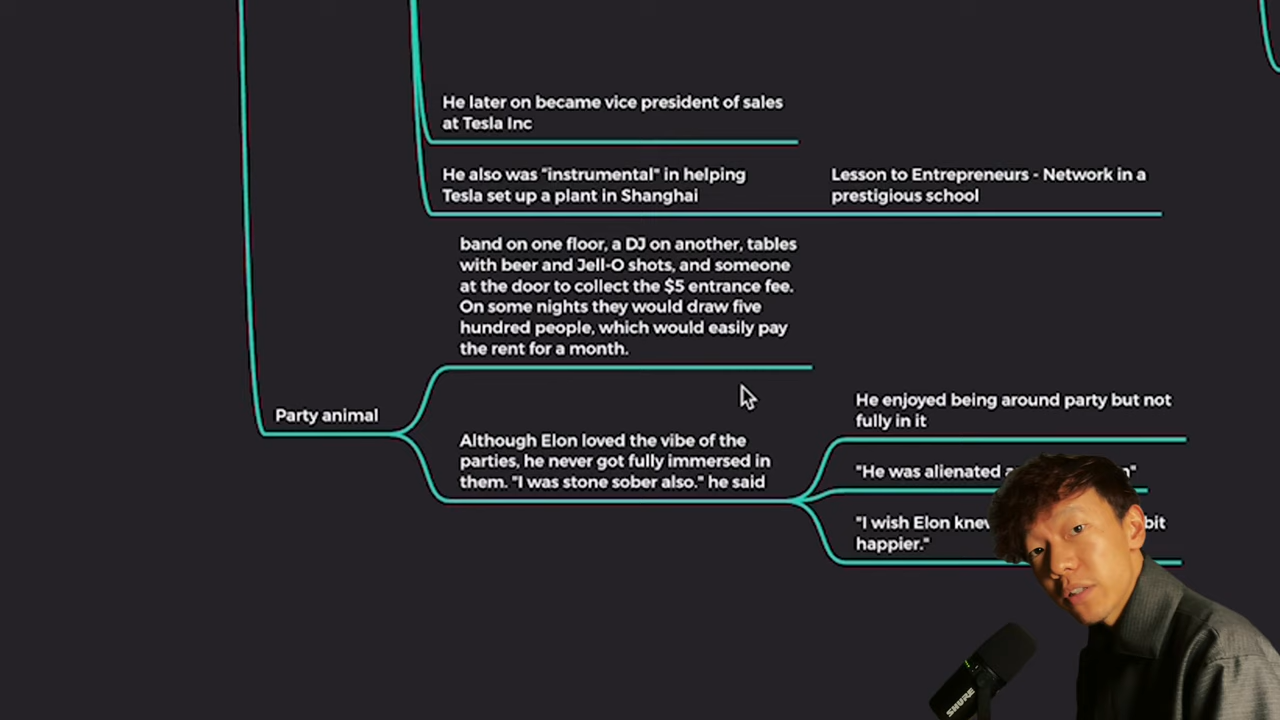 He later on became vice president of sales
at Tesla Inc
He also was "instrumental" in helping
Tesla set up a plant in Shanghai
Lesson to Entrepreneurs - Network in a
prestigious school
band on one floor, a DJ on another, tables
with beer and Jell-O shots, and someone
at the door to collect the $5 entrance fee.
On some nights they would draw five
hundred people, which would easily pay
the rent for a month.
Party animal
Although Elon loved the vibe of the
parties, he never got fully immersed in
them. "I was stone sober also." he said
He enjoyed being around party but not
fully in it
"He was alienated
"I wish Elon knew bit
happier."
SHURE